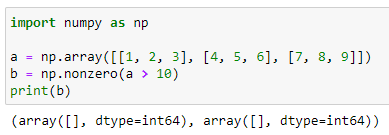 import numpy as np
a = np.array([[1, 2, 3], [4, 5, 6], [7, 8, 9]])
b = np.nonzero(a > 10)
print(b)
(array([], dtype=int64), array([], dtype=int64))